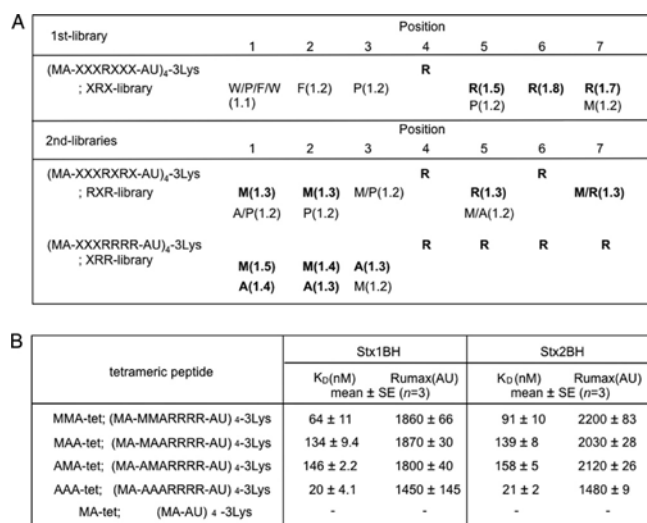 A
1st-library Position
1 2 3 4 5 6 7
(MA-XXXRXXX-AU)4-3Lys R
; XRX-library W/P/F/W F(1.2) P(1.2) R(1.5) R(1.8) R(1.7)
(1.1) P(1.2) M(1.2)
2nd-libraries Position
1 2 3 4 5 6 7
(MA-XXXRXRX-AU)4-3Lys R R
; RXR-library M(1.3) M(1.3) M/P(1.2) R(1.3) M/R(1.3)
A/P(1.2) P(1.2) M/A(1.2)
(MA-XXXRRRR-AU)4-3Lys R R R R
; XRR-library M(1.5) M(1.4) A(1.3)
A(1.4) A(1.3) M(1.2)
B
tetrameric peptide Stx1BH Stx2BH
KD(nM) Rumax(AU) KD(nM) Rumax(AU)
mean ± SE (n=3) mean ± SE (n=3)
MMA-tet; (MA-MMARRRR-AU) 4-3Lys 64 ± 11 1860 ± 66 91 ± 10 2200 ± 83
MAA-tet; (MA-MAARRRR-AU) 4-3Lys 134 ± 9.4 1870 ± 30 139 ± 8 2030 ± 28
AMA-tet; (MA-AMARRRR-AU) 4-3Lys 146 ± 2.2 1800 ± 40 158 ± 5 2120 ± 26
AAA-tet; (MA-AAARRRR-AU) 4-3Lys 20 ± 4.1 1450 ± 145 21 ± 2 1480 ± 9
MA-tet; (MA-AU) 4 -3Lys - - - -